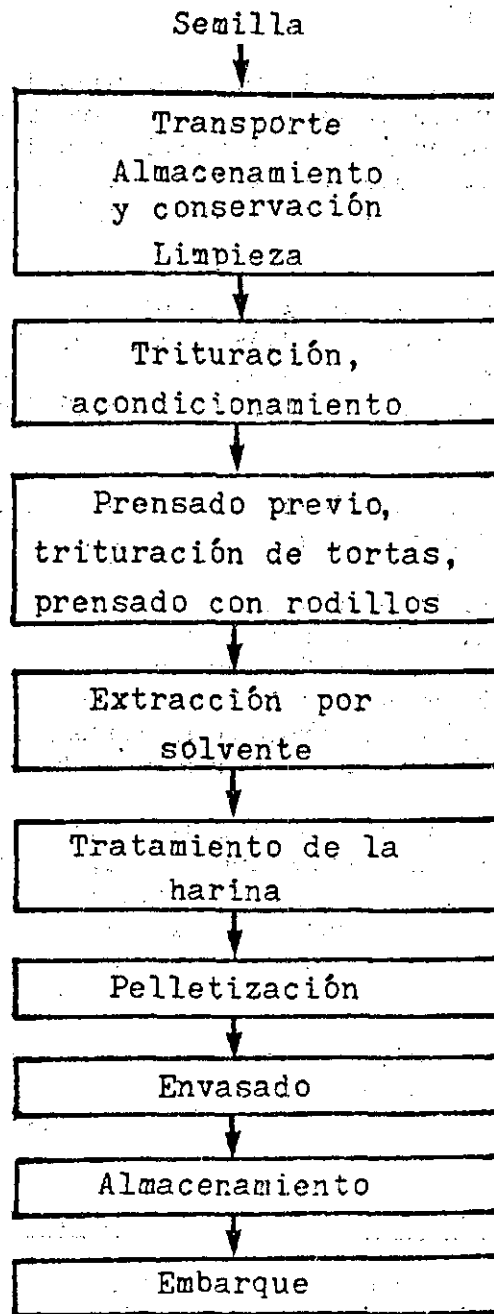 Semilla
Transporte
Almacenamiento
y conservación
Limpieza
Trituración,
acondicionamiento
Prensado previo,
trituración de tortas,
prensado con rodillos
Extracción por
solvente
Tratamiento de la
harina
Pelletización
Envasado
Almacenamiento
Embarque